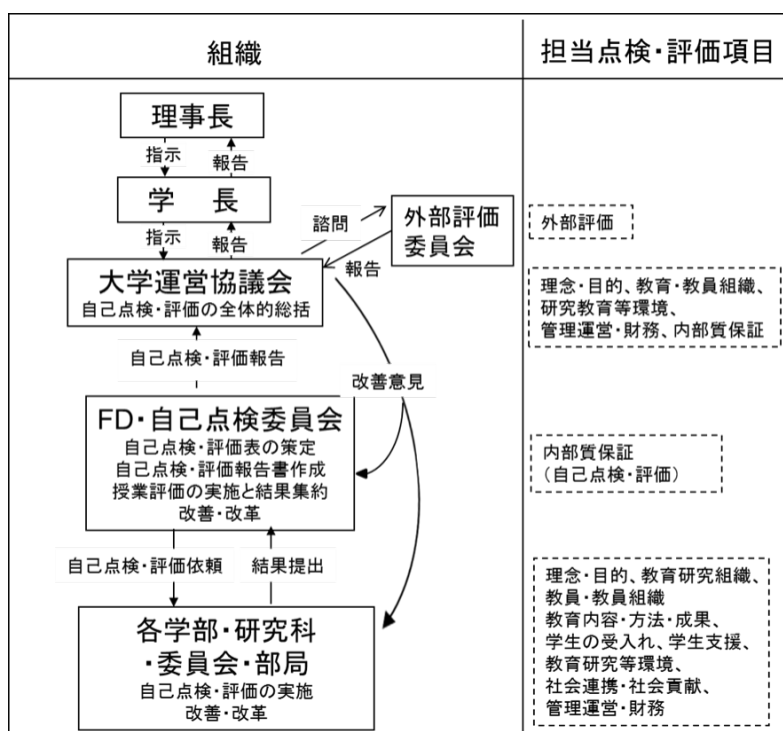 組織
担当点検・評価項目
理事長
指示
報告
学 長
指示
報告
諮問
外部評価
委員会
外部評価
報告
大学運営協議会
自己点検・評価の全体的総括
理念・目的、教育・教員組織、
研究教育等環境、
管理運営・財務、内部質保証
自己点検・評価報告
改善意見
FD・自己点検委員会
自己点検・評価表の策定
自己点検・評価報告書作成
授業評価の実施と結果集約
改善・改革
内部質保証
(自己点検・評価)
自己点検・評価依頼
結果提出
各学部・研究科
・委員会・部局
自己点検・評価の実施
改善・改革
理念・目的、教育研究組織、
教員・教員組織
教育内容・方法・成果、
学生の受入れ、学生支援、
教育研究等環境、
社会連携・社会貢献、
管理運営・財務